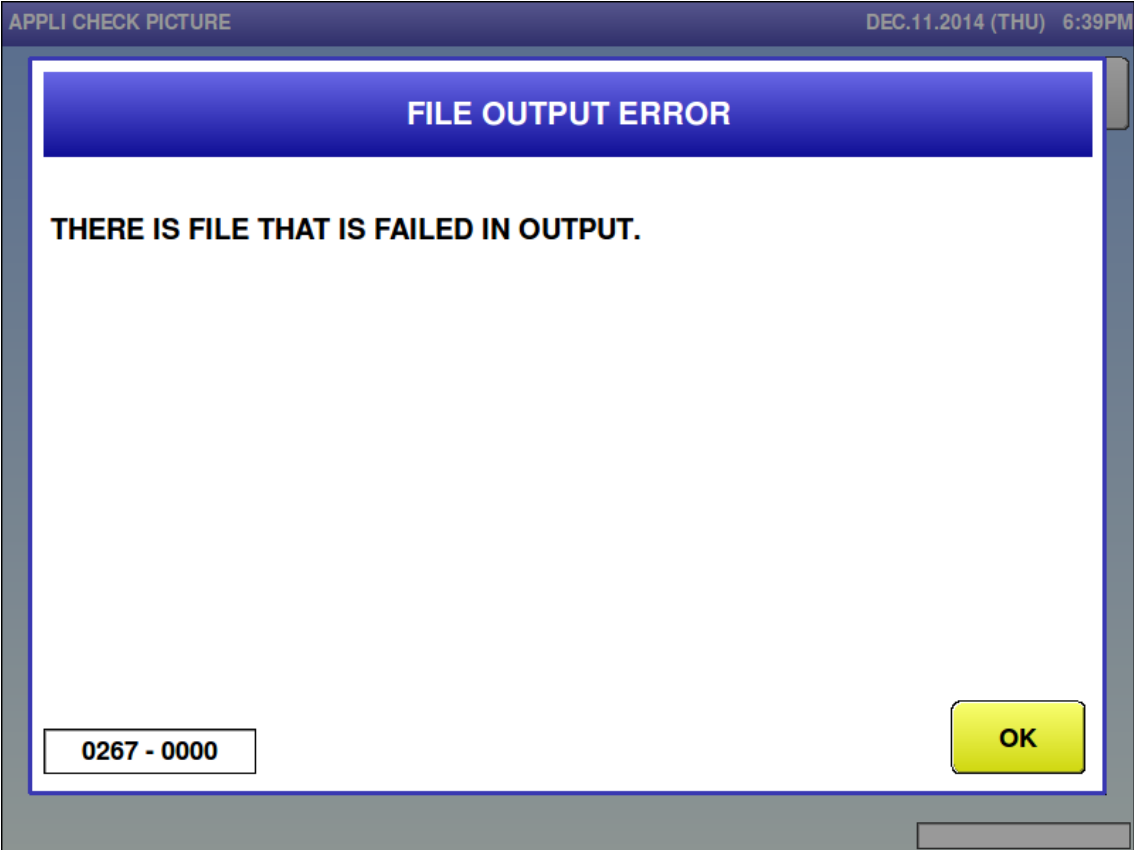 APPLI CHECK PICTURE DEC.11.2014 (THU) 6:39PM
FILE OUTPUT ERROR
THERE IS FILE THAT IS FAILED IN OUTPUT.
0267 - 0000
OK